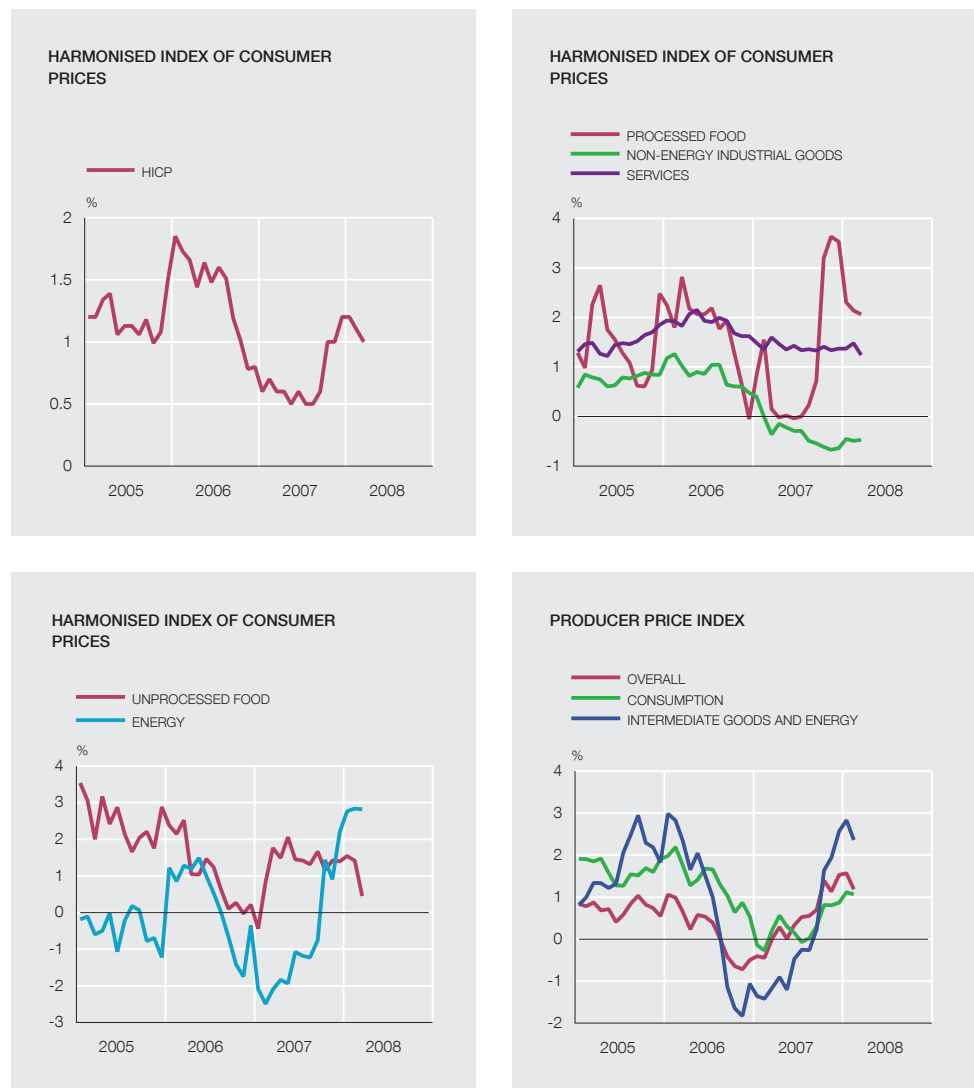 HARMONISED INDEX OF CONSUMER
PRICES
HICP
%
2
1.5
1
0.5
0
2005 2006 2007 2008
HARMONISED INDEX OF CONSUMER
PRICES
PROCESSED FOOD
NON-ENERGY INDUSTRIAL GOODS
SERVICES
%
4
3
2
1
0
-1
2005 2006 2007 2008
HARMONISED INDEX OF CONSUMER
PRICES
UNPROCESSED FOOD
ENERGY
%
4
3
2
1
0
-1
-2
-3
2005 2006 2007 2008
PRODUCER PRICE INDEX
OVERALL
CONSUMPTION
INTERMEDIATE GOODS AND ENERGY
%
4
3
2
1
0
-1
-2
2005 2006 2007 2008